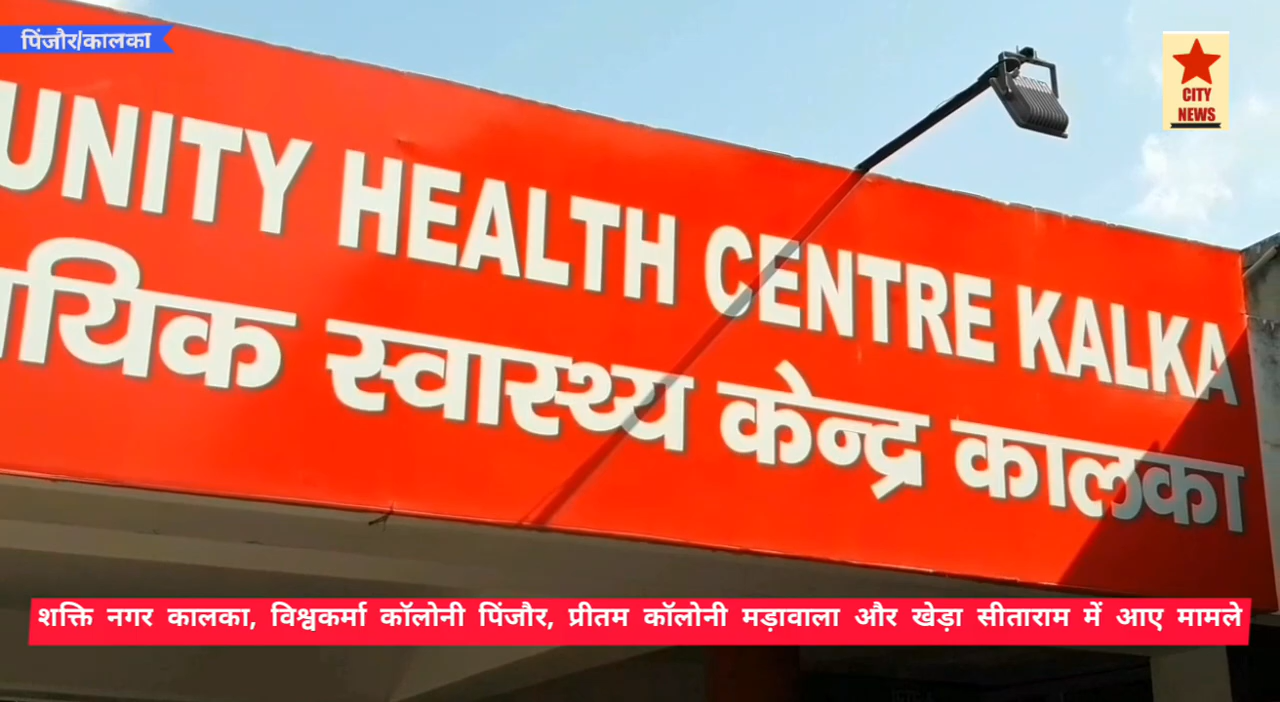 पिंजौर/कालका
CITY
NEWS
UNITY HEALTH CENTRE KALKA
यिक स्वास्थ्य केन्द्र कालका
शक्ति नगर कालका, विश्वकर्मा कॉलोनी पिंजौर, प्रीतम कॉलोनी मड़ावाला और खेड़ा सीताराम में आए मामले